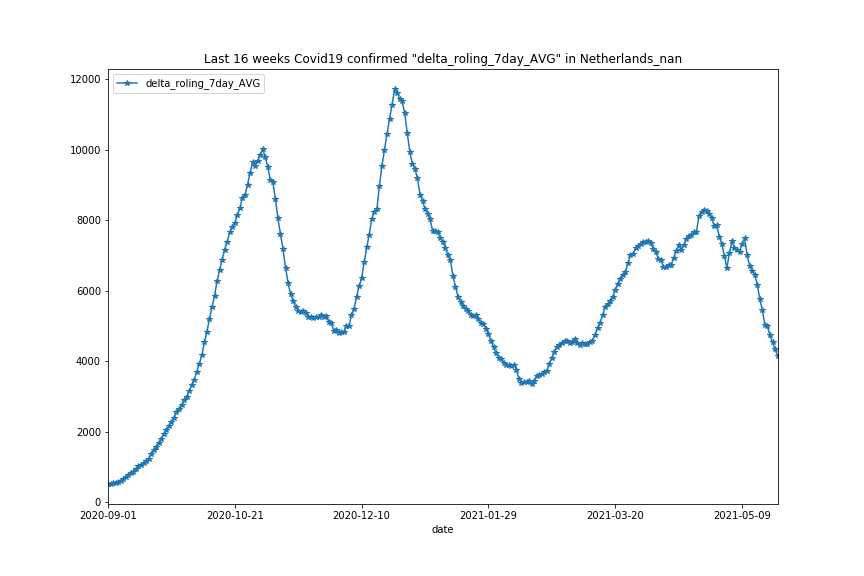 Last 16 weeks Covid19 confirmed "delta_roling_7day_AVG" in Netherlands_nan
delta_roling_7day_AVG
12000
10000
8000
6000
4000
2000
0
2020-09-01 2020-10-21 2020-12-10 2021-01-29 2021-03-20 2021-05-09
date